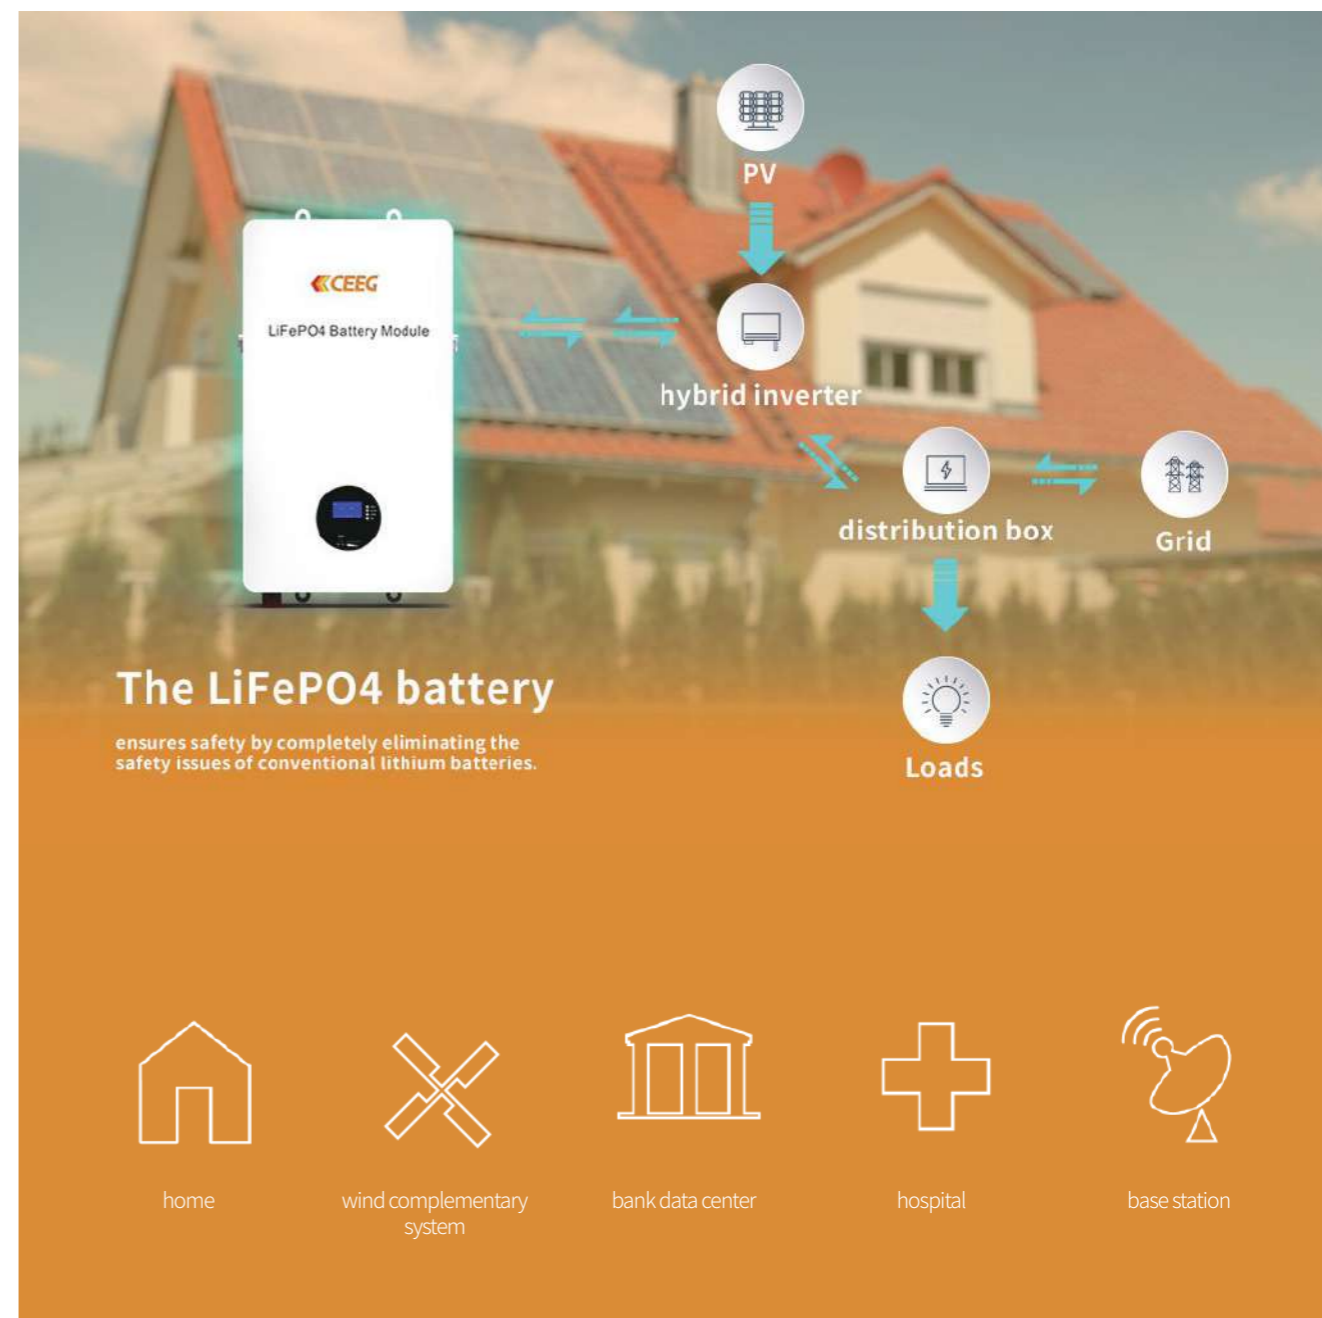 PV
CEEG
LiFePO4 Battery Module
hybrid inverter
distribution box
Grid
The LiFePO4 battery
ensures safety by completely eliminating the
safety issues of conventional lithium batteries.
Loads
home
wind complementary
system
bank data center
hospital
base station